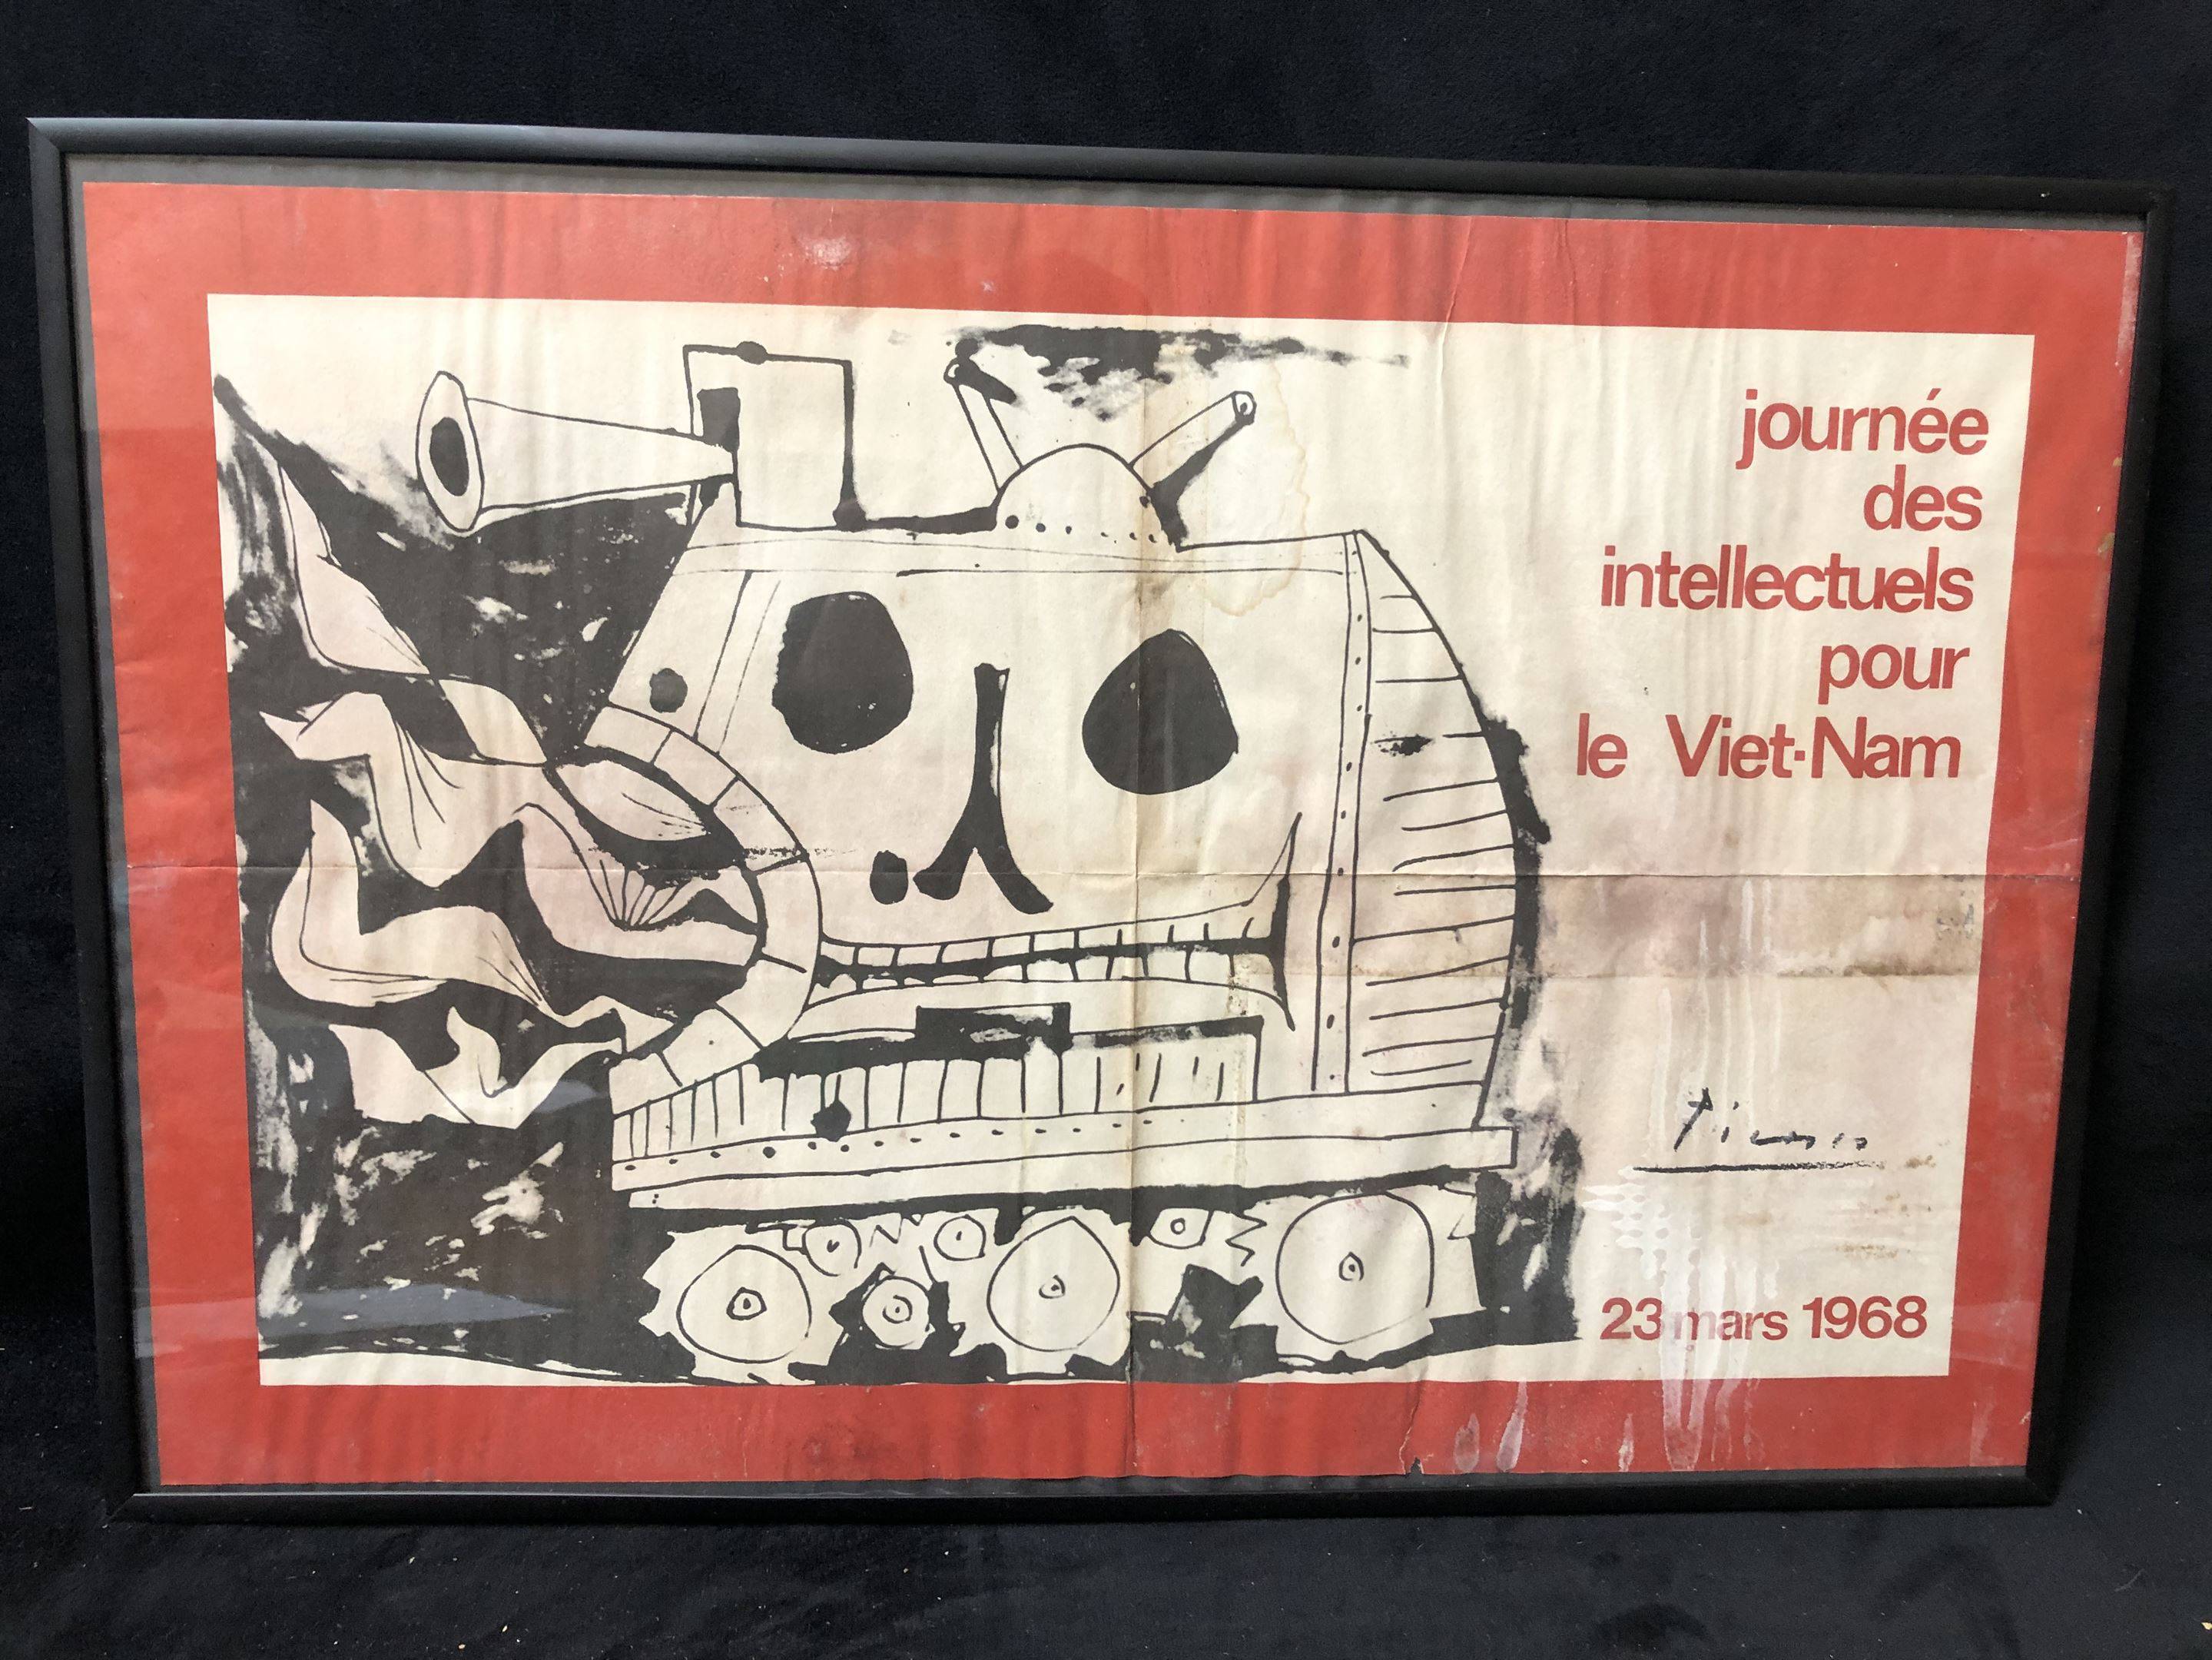 journée
des
intellectuels
pour
le Viet-Nam
Picasso
23 mars 1968